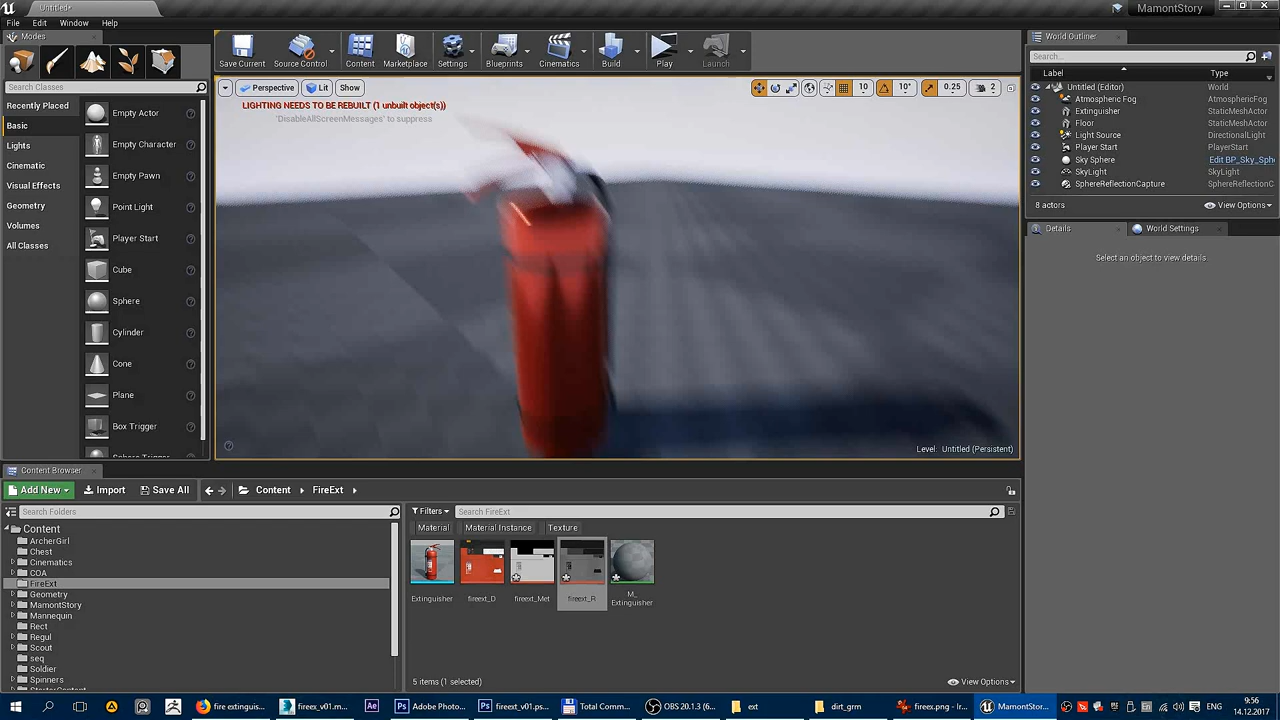 Untitled*
MamontStory
File Edit Window Help
Modes
Search Classes
Recently Placed
Basic
Lights
Cinematic
Visual Effects
Geometry
Volumes
All Classes
Empty Actor
Empty Character
Empty Pawn
Point Light
Player Start
Cube
Sphere
Cylinder
Cone
Plane
Box Trigger
Sphere Trigger
Save Current
Source Control
Content
Marketplace
Settings
Blueprints
Cinematics
Build
Play
Launch
Perspective
Lit
Show
10
10°
0.25
2
LIGHTING NEEDS TO BE REBUILT (1 unbuilt object(s))
'DisableAllScreenMessages' to suppress
Level: Untitled (Persistent)
World Outliner
Search...
Label Type
Untitled (Editor) World
Atmospheric Fog AtmosphericFog
Extinguisher StaticMeshActor
Floor StaticMeshActor
Light Source DirectionalLight
Player Start PlayerStart
Sky Sphere Edit BP_Sky_Sph
SkyLight SkyLight
SphereReflectionCapture SphereReflectionC
8 actors
View Options
Details
World Settings
Select an object to view details.
Content Browser
Add New
Import
Save All
Content
FireExt
Search Folders
Content
ArcherGirl
Chest
Cinematics
COA
FireExt
Geometry
MamontStory
Mannequin
Rect
Regul
Scout
seq
Soldier
Spinners
StarterContent
Filters
Search FireExt
Material
Material Instance
Texture
Extinguisher
fireext_D
fireext_Met
fireext_R
M_
Extinguisher
5 items (1 selected)
View Options
fire extinguis...
fireex_v01.m...
Adobe Photo...
fireext_v01.ps...
Total Comm...
OBS 20.1.3 (6...
ext
dirt_grm
fireex.png - Ir...
MamontStory...
9:56
14.12.2017